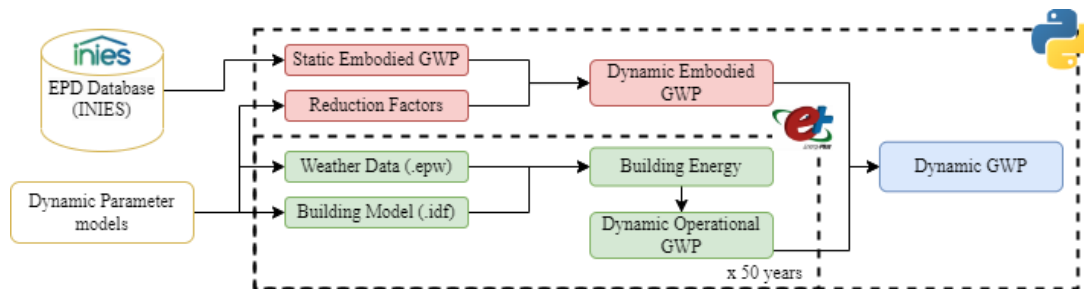 inies
EPD Database
(INIES)
Dynamic Parameter
models
Static Embodied GWP
Reduction Factors
Dynamic Embodied
GWP
et
Weather Data (.epw)
Building Model (.idf)
Building Energy
Dynamic Operational
GWP
x 50 years
Dynamic GWP